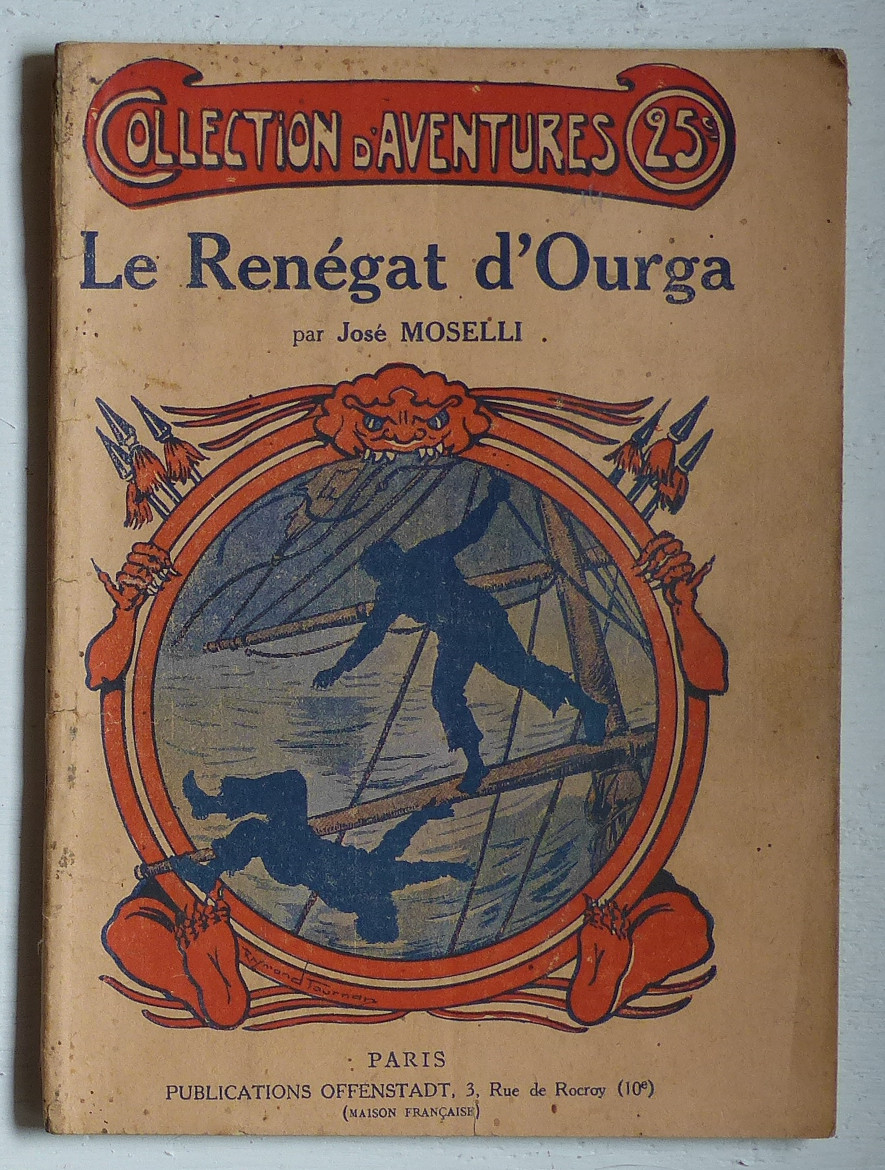 COLLECTION D'AVENTURES 25c
Le Renégat d'Ourga
par José MOSELLI
Raymond Tournon
PARIS
PUBLICATIONS OFFENSTADT, 3, Rue de Rocroy (10e)
(MAISON FRANÇAISE)